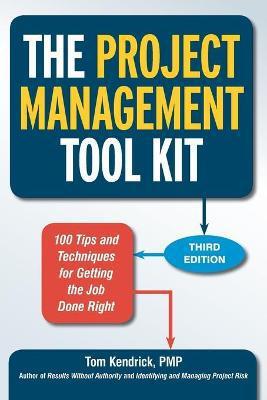 THE PROJECT
MANAGEMENT
TOOL KIT
THIRD
EDITION
100 Tips and
Techniques
for Getting
the Job
Done Right
Tom Kendrick, PMP
Author of Results Without Authority and Identifying and Managing Project Risk